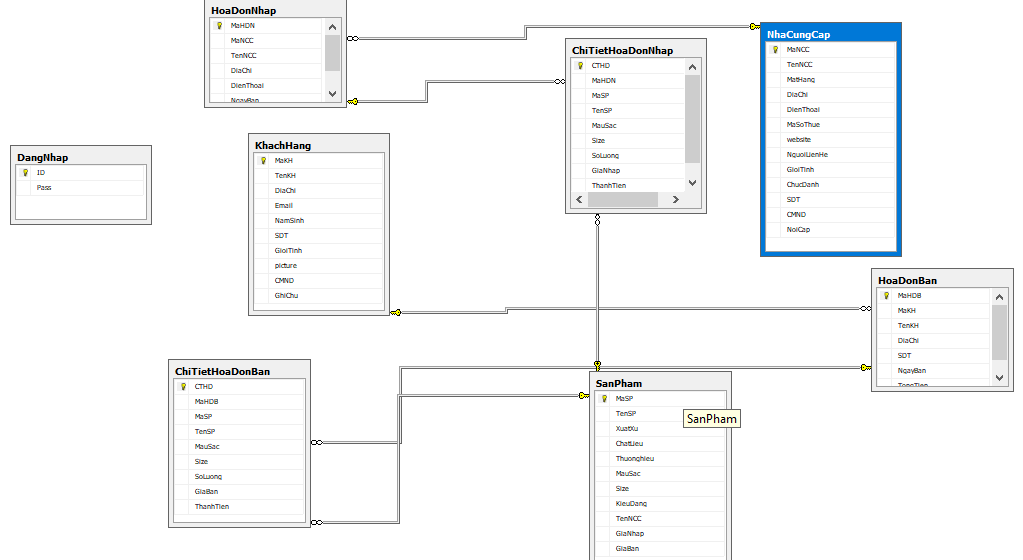 HoaDonNhap
MaHDN
MaNCC
TenNCC
DiaChi
DienThoai
NgayBan
NhaCungCap
MaNCC
TenNCC
MatHang
DiaChi
DienThoai
MaSoThue
website
NguoiLienHe
GioiTinh
ChucDanh
SDT
CMND
NoiCap
ChiTietHoaDonNhap
CTHD
MaHDN
MaSP
TenSP
MauSac
Size
SoLuong
GiaNhap
ThanhTien
DangNhap
ID
Pass
KhachHang
MaKH
TenKH
DiaChi
Email
NamSinh
SDT
GioiTinh
picture
CMND
GhiChu
HoaDonBan
MaHDB
MaKH
TenKH
DiaChi
SDT
NgayBan
TongTien
ChiTietHoaDonBan
CTHD
MaHDB
MaSP
TenSP
MauSac
Size
SoLuong
GiaBan
ThanhTien
SanPham
MaSP
TenSP
SanPham
XuatXu
ChatLieu
Thuonghieu
MauSac
Size
KieuDang
TenNCC
GiaNhap
GiaBan